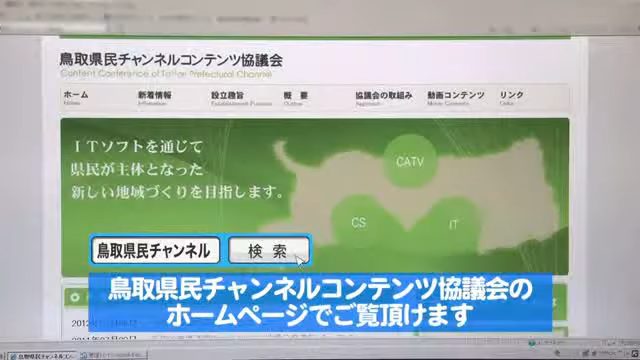 鳥取県民チャンネルコンテンツ協議会
Content Conference of Tottori Prefectural Channel
ホーム 新着情報 設立趣旨 概 要 協議会の取組み 動画コンテンツ リンク
ITソフトを通じて
県民が主体となった
新しい地域づくりを目指します。
CATV
CS
IT
鳥取県民チャンネル 検 索
鳥取県民チャンネルコンテンツ協議会の
ホームページでご覧頂けます